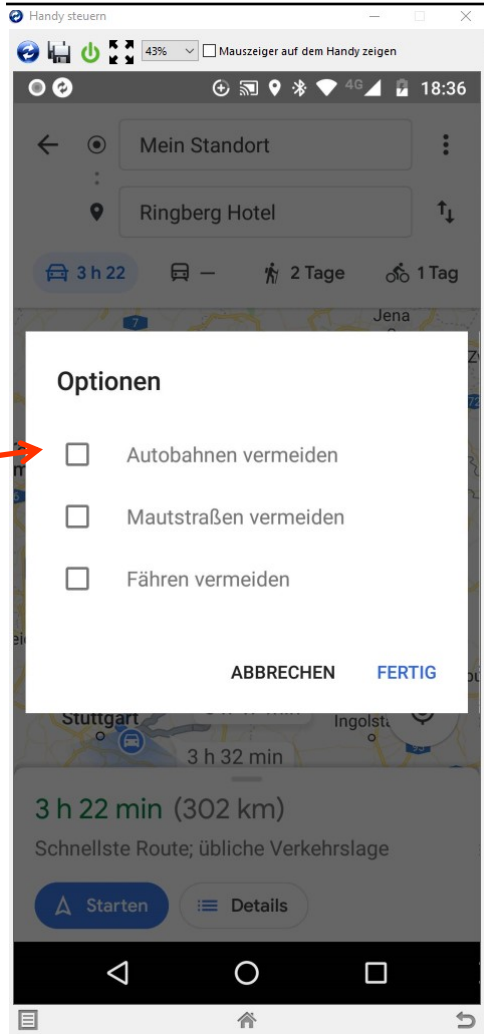 Handy steuern
43% Mauszeiger auf dem Handy zeigen
4G 18:36
Mein Standort
Ringberg Hotel
3 h 22 — 2 Tage 1 Tag
7
Jena
Optionen
Autobahnen vermeiden
Mautstraßen vermeiden
Fähren vermeiden
ABBRECHEN FERTIG
Stuttgart
3 h 32 min
3 h 22 min (302 km)
Schnellste Route; übliche Verkehrslage
Starten Details